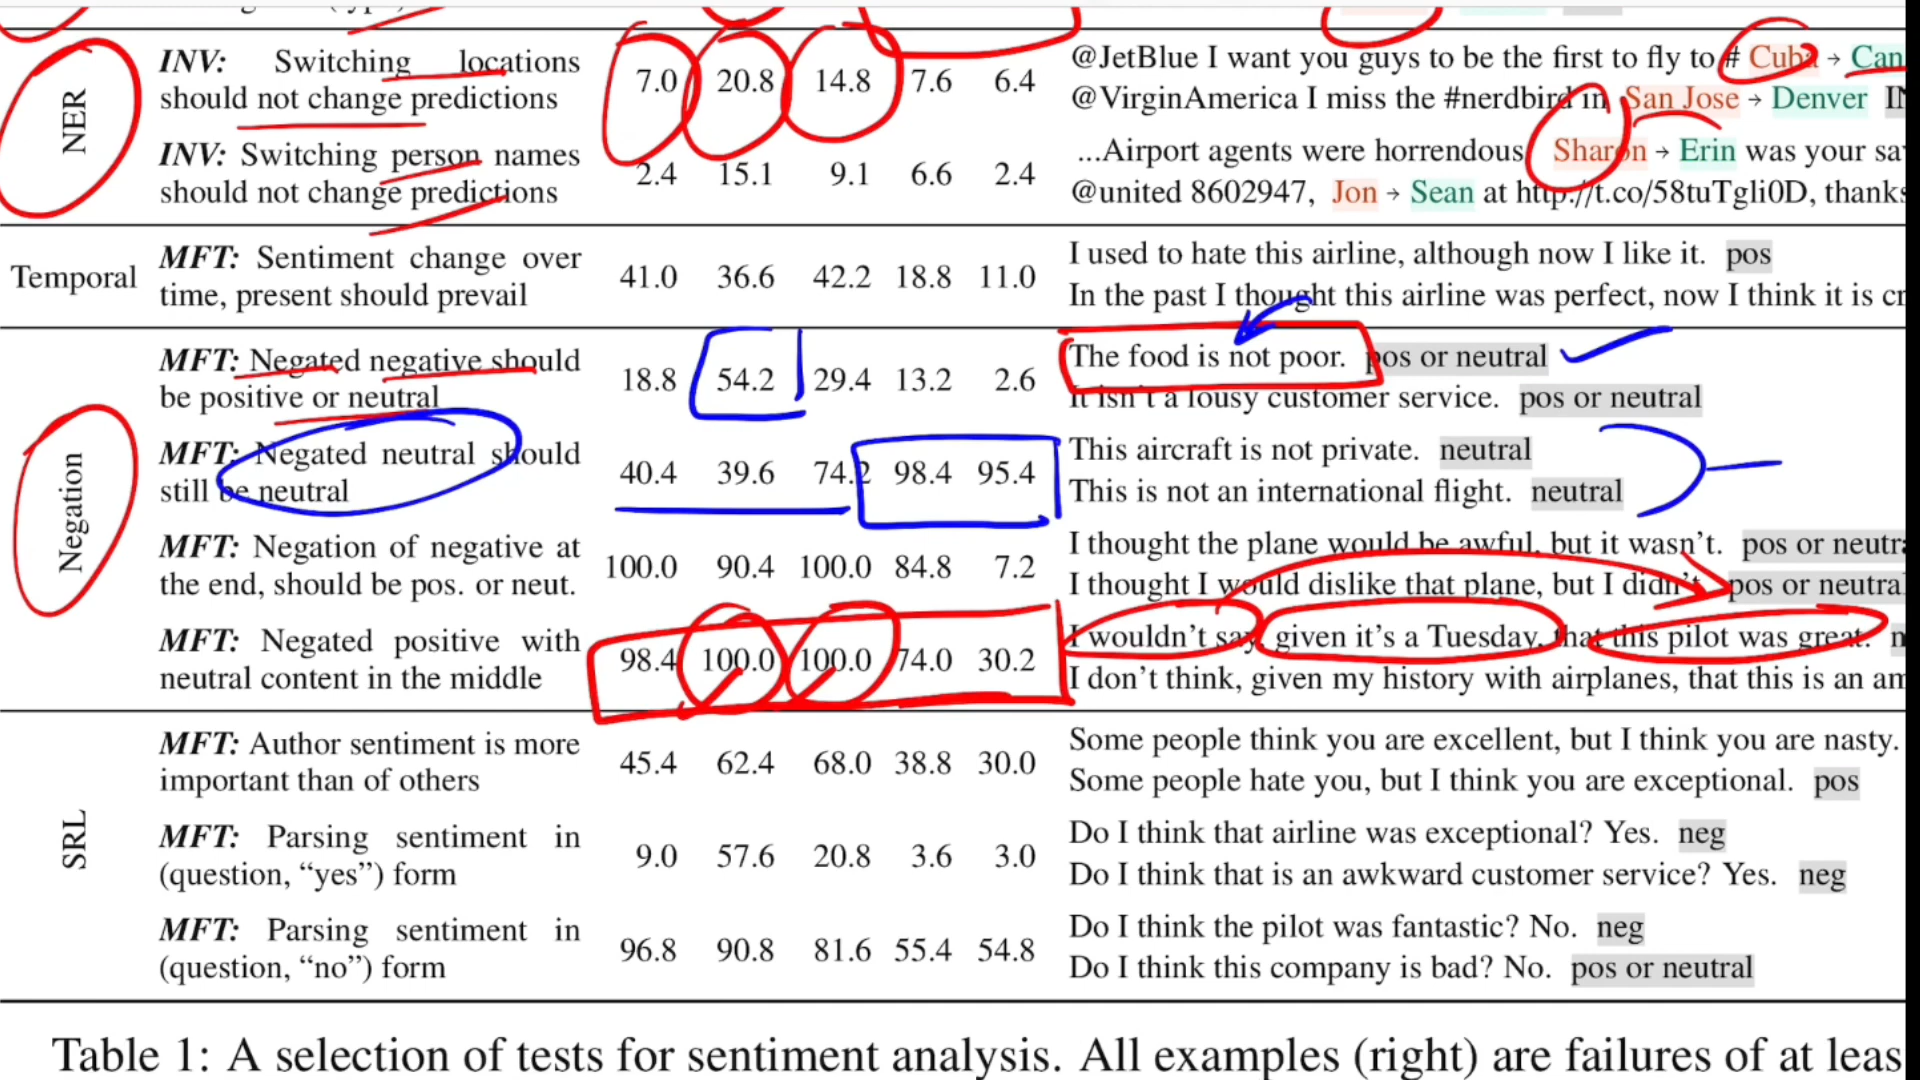 NER
INV: Switching locations
should not change predictions
7.0 20.8 14.8 7.6 6.4
@JetBlue I want you guys to be the first to fly to # Cuba → Can
@VirginAmerica I miss the #nerdbird in San Jose → Denver IN
INV: Switching person names
should not change predictions
2.4 15.1 9.1 6.6 2.4
...Airport agents were horrendous. Sharon → Erin was your sa
@united 8602947, Jon → Sean at http://t.co/58tuTgli0D, thanks
Temporal
MFT: Sentiment change over
time, present should prevail
41.0 36.6 42.2 18.8 11.0
I used to hate this airline, although now I like it. pos
In the past I thought this airline was perfect, now I think it is cr
Negation
MFT: Negated negative should
be positive or neutral
18.8 54.2 29.4 13.2 2.6
The food is not poor. pos or neutral
It isn't a lousy customer service. pos or neutral
MFT: Negated neutral should
still be neutral
40.4 39.6 74.2 98.4 95.4
This aircraft is not private. neutral
This is not an international flight. neutral
MFT: Negation of negative at
the end, should be pos. or neut.
100.0 90.4 100.0 84.8 7.2
I thought the plane would be awful, but it wasn't. pos or neutra
I thought I would dislike that plane, but I didn't. pos or neutral
MFT: Negated positive with
neutral content in the middle
98.4 100.0 100.0 74.0 30.2
I wouldn't say, given it's a Tuesday, that this pilot was great. n
I don't think, given my history with airplanes, that this is an am
SRL
MFT: Author sentiment is more
important than of others
45.4 62.4 68.0 38.8 30.0
Some people think you are excellent, but I think you are nasty.
Some people hate you, but I think you are exceptional. pos
MFT: Parsing sentiment in
(question, “yes”) form
9.0 57.6 20.8 3.6 3.0
Do I think that airline was exceptional? Yes. neg
Do I think that is an awkward customer service? Yes. neg
MFT: Parsing sentiment in
(question, “no”) form
96.8 90.8 81.6 55.4 54.8
Do I think the pilot was fantastic? No. neg
Do I think this company is bad? No. pos or neutral
Table 1: A selection of tests for sentiment analysis. All examples (right) are failures of at leas